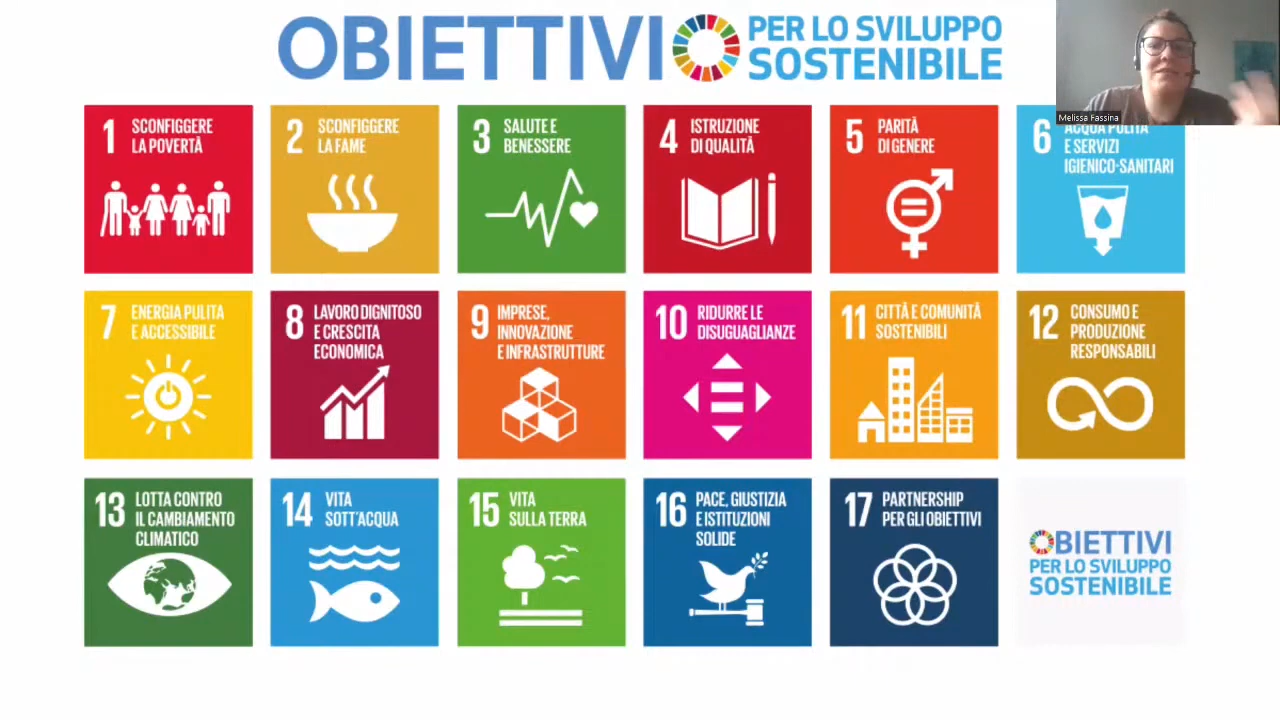 OBIETTIVI
PER LO SVILUPPO
SOSTENIBILE
Melissa Fassina
1 SCONFIGGERE
LA POVERTÀ
2 SCONFIGGERE
LA FAME
3 SALUTE E
BENESSERE
4 ISTRUZIONE
DI QUALITÀ
5 PARITÀ
DI GENERE
6 ACQUA PULITA
E SERVIZI
IGIENICO-SANITARI
7 ENERGIA PULITA
E ACCESSIBILE
8 LAVORO DIGNITOSO
E CRESCITA
ECONOMICA
9 IMPRESE,
INNOVAZIONE
E INFRASTRUTTURE
10 RIDURRE LE
DISUGUAGLIANZE
11 CITTÀ E COMUNITÀ
SOSTENIBILI
12 CONSUMO E
PRODUZIONE
RESPONSABILI
13 LOTTA CONTRO
IL CAMBIAMENTO
CLIMATICO
14 VITA
SOTT'ACQUA
15 VITA
SULLA TERRA
16 PACE, GIUSTIZIA
E ISTITUZIONI
SOLIDE
17 PARTNERSHIP
PER GLI OBIETTIVI
OBIETTIVI
PER LO SVILUPPO
SOSTENIBILE